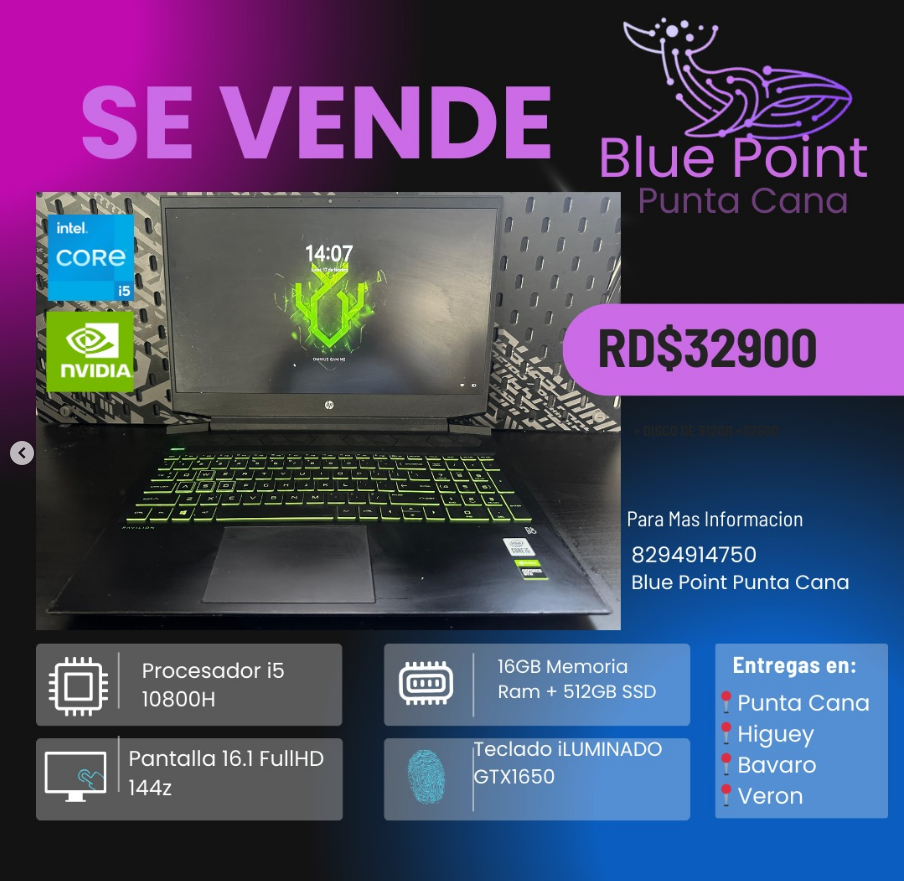 SE VENDE
Blue Point
Punta Cana
intel.
CORE
i5
NVIDIA
14:07
hp
PAVILION
RD$32900
Para Mas Informacion
8294914750
Blue Point Punta Cana
Procesador i5
10800H
16GB Memoria
Ram + 512GB SSD
Pantalla 16.1 FullHD
144z
Teclado iLUMINADO
GTX1650
Entregas en:
Punta Cana
Higuey
Bavaro
Veron